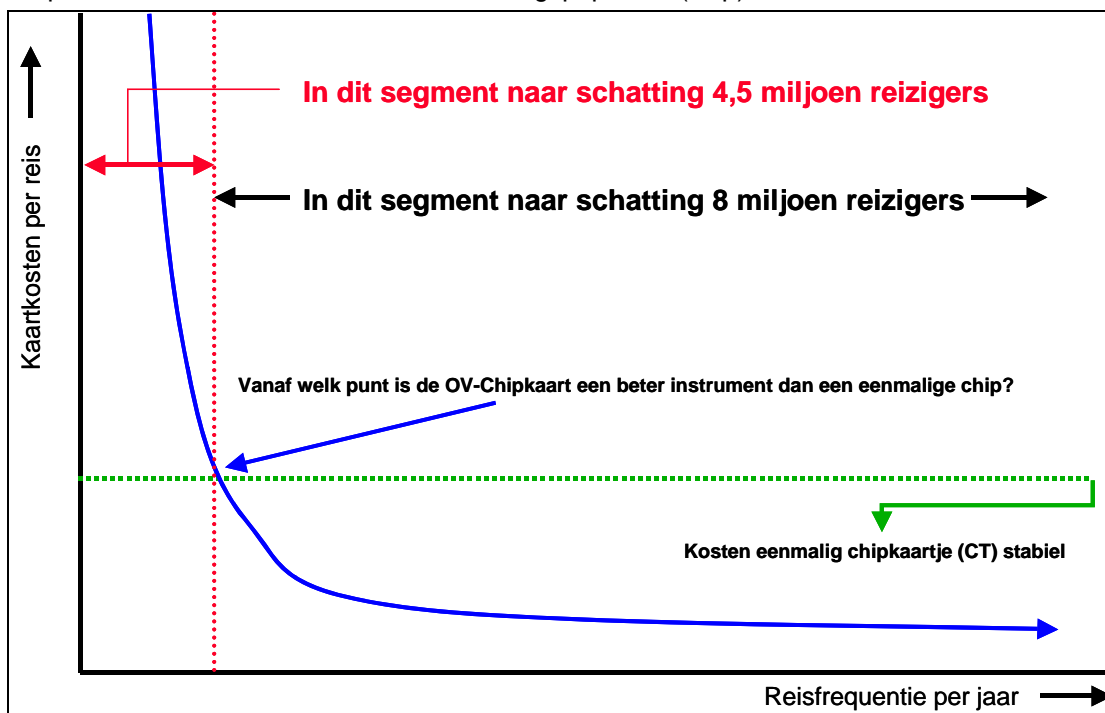 In dit segment naar schatting 4,5 miljoen reizigers
In dit segment naar schatting 8 miljoen reizigers
Kaartkosten per reis
Vanaf welk punt is de OV-Chipkaart een beter instrument dan een eenmalige chip?
Kosten eenmalig chipkaartje (CT) stabiel
Reisfrequentie per jaar